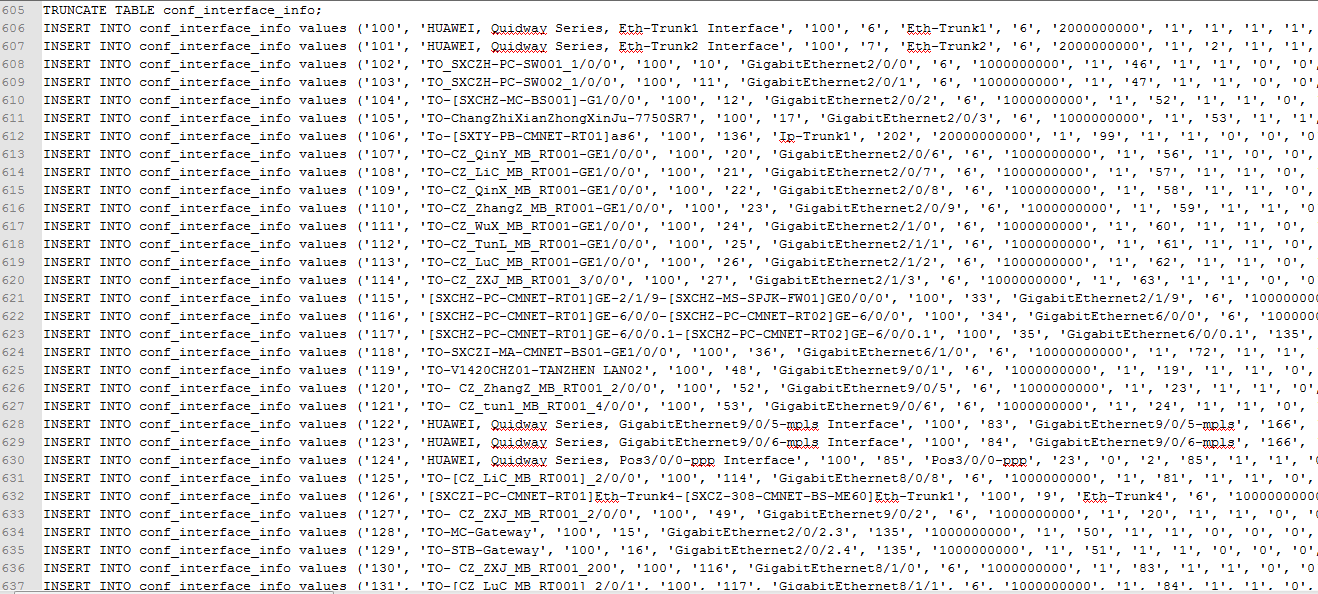 605 TRUNCATE TABLE conf_interface_info;
606 INSERT INTO conf_interface_info values ('100', 'HUAWEI, Quidway Series, Eth-Trunk1 Interface', '100', '6', 'Eth-Trunk1', '6', '2000000000', '1', '1', '1', '1',
607 INSERT INTO conf_interface_info values ('101', 'HUAWEI, Quidway Series, Eth-Trunk2 Interface', '100', '7', 'Eth-Trunk2', '6', '2000000000', '1', '2', '1', '1',
608 INSERT INTO conf_interface_info values ('102', 'TO_SXCZH-PC-SW001_1/0/0', '100', '10', 'GigabitEthernet2/0/0', '6', '1000000000', '1', '46', '1', '1', '0', '0',
609 INSERT INTO conf_interface_info values ('103', 'TO_SXCZH-PC-SW002_1/0/0', '100', '11', 'GigabitEthernet2/0/1', '6', '1000000000', '1', '47', '1', '1', '0', '0',
610 INSERT INTO conf_interface_info values ('104', 'TO-[SXCHZ-MC-BS001]-G1/0/0', '100', '12', 'GigabitEthernet2/0/2', '6', '1000000000', '1', '52', '1', '1', '0',
611 INSERT INTO conf_interface_info values ('105', 'TO-ChangZhiXianZhongXinJu-7750SR7', '100', '17', 'GigabitEthernet2/0/3', '6', '1000000000', '1', '53', '1', '1'
612 INSERT INTO conf_interface_info values ('106', 'To-[SXTY-PB-CMNET-RT01]as6', '100', '136', 'Ip-Trunk1', '202', '20000000000', '1', '99', '1', '1', '0', '0', '0
613 INSERT INTO conf_interface_info values ('107', 'TO-CZ_QinY_MB_RT001-GE1/0/0', '100', '20', 'GigabitEthernet2/0/6', '6', '1000000000', '1', '56', '1', '0', '0',
614 INSERT INTO conf_interface_info values ('108', 'TO-CZ_LiC_MB_RT001-GE1/0/0', '100', '21', 'GigabitEthernet2/0/7', '6', '1000000000', '1', '57', '1', '1', '0',
615 INSERT INTO conf_interface_info values ('109', 'TO-CZ_QinX_MB_RT001-GE1/0/0', '100', '22', 'GigabitEthernet2/0/8', '6', '1000000000', '1', '58', '1', '1', '0',
616 INSERT INTO conf_interface_info values ('110', 'TO-CZ_ZhangZ_MB_RT001-GE1/0/0', '100', '23', 'GigabitEthernet2/0/9', '6', '1000000000', '1', '59', '1', '1', '0
617 INSERT INTO conf_interface_info values ('111', 'TO-CZ_WuX_MB_RT001-GE1/0/0', '100', '24', 'GigabitEthernet2/1/0', '6', '1000000000', '1', '60', '1', '1', '0',
618 INSERT INTO conf_interface_info values ('112', 'TO-CZ_TunL_MB_RT001-GE1/0/0', '100', '25', 'GigabitEthernet2/1/1', '6', '1000000000', '1', '61', '1', '1', '0',
619 INSERT INTO conf_interface_info values ('113', 'TO-CZ_LuC_MB_RT001-GE1/0/0', '100', '26', 'GigabitEthernet2/1/2', '6', '1000000000', '1', '62', '1', '1', '0',
620 INSERT INTO conf_interface_info values ('114', 'TO-CZ_ZXJ_MB_RT001_3/0/0', '100', '27', 'GigabitEthernet2/1/3', '6', '1000000000', '1', '63', '1', '1', '0', '0
621 INSERT INTO conf_interface_info values ('115', '[SXCHZ-PC-CMNET-RT01]GE-2/1/9-[SXCHZ-MS-SPJK-FW01]GE0/0/0', '100', '33', 'GigabitEthernet2/1/9', '6', '100000000
622 INSERT INTO conf_interface_info values ('116', '[SXCHZ-PC-CMNET-RT01]GE-6/0/0-[SXCHZ-PC-CMNET-RT02]GE-6/0/0', '100', '34', 'GigabitEthernet6/0/0', '6', '1000000
623 INSERT INTO conf_interface_info values ('117', '[SXCHZ-PC-CMNET-RT01]GE-6/0/0.1-[SXCHZ-PC-CMNET-RT02]GE-6/0/0.1', '100', '35', 'GigabitEthernet6/0/0.1', '135',
624 INSERT INTO conf_interface_info values ('118', 'TO-SXCZI-MA-CMNET-BS01-GE1/0/0', '100', '36', 'GigabitEthernet6/1/0', '6', '10000000000', '1', '72', '1', '1',
625 INSERT INTO conf_interface_info values ('119', 'TO-V1420CHZ01-TANZHEN LAN02', '100', '48', 'GigabitEthernet9/0/1', '6', '1000000000', '1', '19', '1', '1', '0',
626 INSERT INTO conf_interface_info values ('120', 'TO- CZ_ZhangZ_MB_RT001_2/0/0', '100', '52', 'GigabitEthernet9/0/5', '6', '1000000000', '1', '23', '1', '1', '0',
627 INSERT INTO conf_interface_info values ('121', 'TO- CZ_tunl_MB_RT001_4/0/0', '100', '53', 'GigabitEthernet9/0/6', '6', '1000000000', '1', '24', '1', '1', '0',
628 INSERT INTO conf_interface_info values ('122', 'HUAWEI, Quidway Series, GigabitEthernet9/0/5-mpls Interface', '100', '83', 'GigabitEthernet9/0/5-mpls', '166',
629 INSERT INTO conf_interface_info values ('123', 'HUAWEI, Quidway Series, GigabitEthernet9/0/6-mpls Interface', '100', '84', 'GigabitEthernet9/0/6-mpls', '166',
630 INSERT INTO conf_interface_info values ('124', 'HUAWEI, Quidway Series, Pos3/0/0-ppp Interface', '100', '85', 'Pos3/0/0-ppp', '23', '0', '2', '85', '1', '1', '0
631 INSERT INTO conf_interface_info values ('125', '[CZ_LiC_MB_RT001]_2/0/0', '100', '114', 'GigabitEthernet8/0/8', '6', '1000000000', '1', '81', '1', '1', '0', '0
632 INSERT INTO conf_interface_info values ('126', '[SXCZI-PC-CMNET-RT01]Eth-Trunk4-[SXCZ-308-CMNET-BS-ME60]Eth-Trunk1', '100', '9', 'Eth-Trunk4', '6', '1000000000
633 INSERT INTO conf_interface_info values ('127', 'TO- CZ_ZXJ_MB_RT001_2/0/0', '100', '49', 'GigabitEthernet9/0/2', '6', '1000000000', '1', '20', '1', '1', '0', '0
634 INSERT INTO conf_interface_info values ('128', 'TO-MC-Gateway', '100', '15', 'GigabitEthernet2/0/2.3', '135', '1000000000', '1', '50', '1', '1', '0', '0', '0',
635 INSERT INTO conf_interface_info values ('129', 'TO-STB-Gateway', '100', '16', 'GigabitEthernet2/0/2.4', '135', '1000000000', '1', '51', '1', '1', '0', '0', '0'
636 INSERT INTO conf_interface_info values ('130', 'TO- CZ_ZXJ_MB_RT001_200', '100', '116', 'GigabitEthernet8/1/0', '6', '1000000000', '1', '83', '1', '1', '0', '0
637 INSERT INTO conf_interface_info values ('131', 'TO-[CZ_LuC_MB_RT001]_2/0/1', '100', '117', 'GigabitEthernet8/1/1', '6', '1000000000', '1', '84', '1', '1', '0',